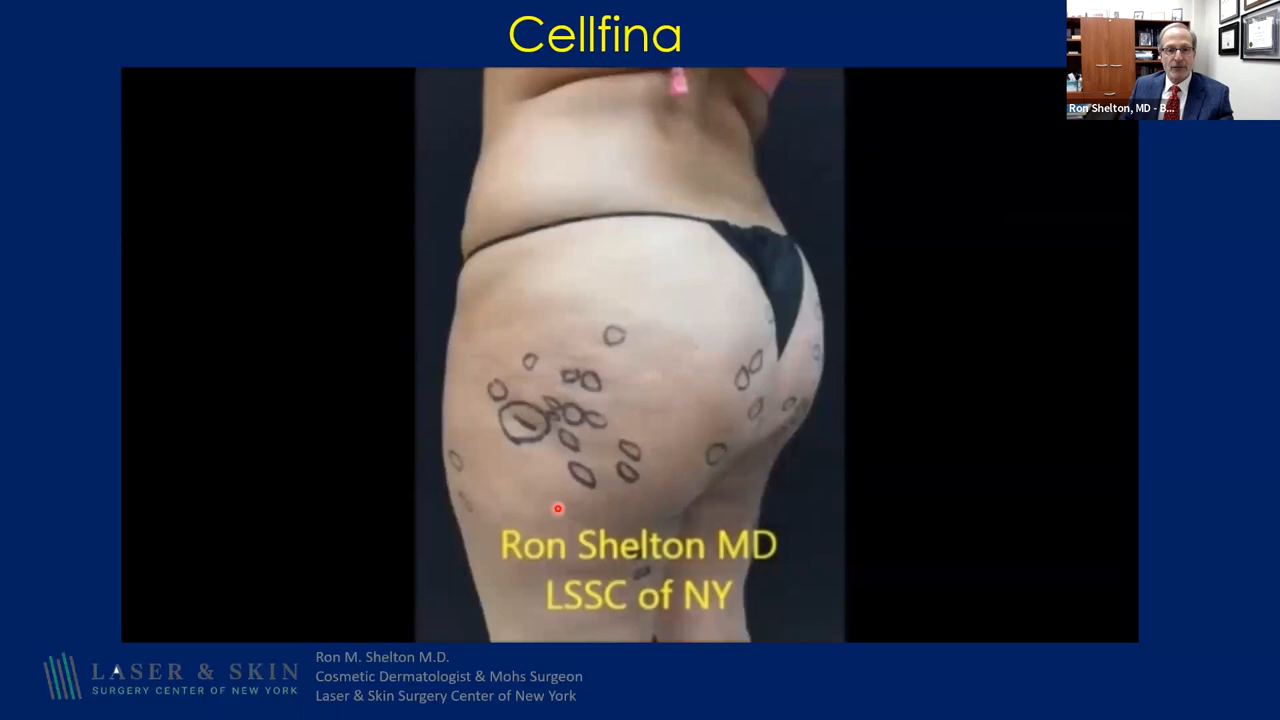 Cellfina
Ron Shelton, MD - B...
Ron Shelton MD
LSSC of NY
LASER & SKIN
SURGERY CENTER OF NEW YORK
Ron M. Shelton M.D.
Cosmetic Dermatologist & Mohs Surgeon
Laser & Skin Surgery Center of New York